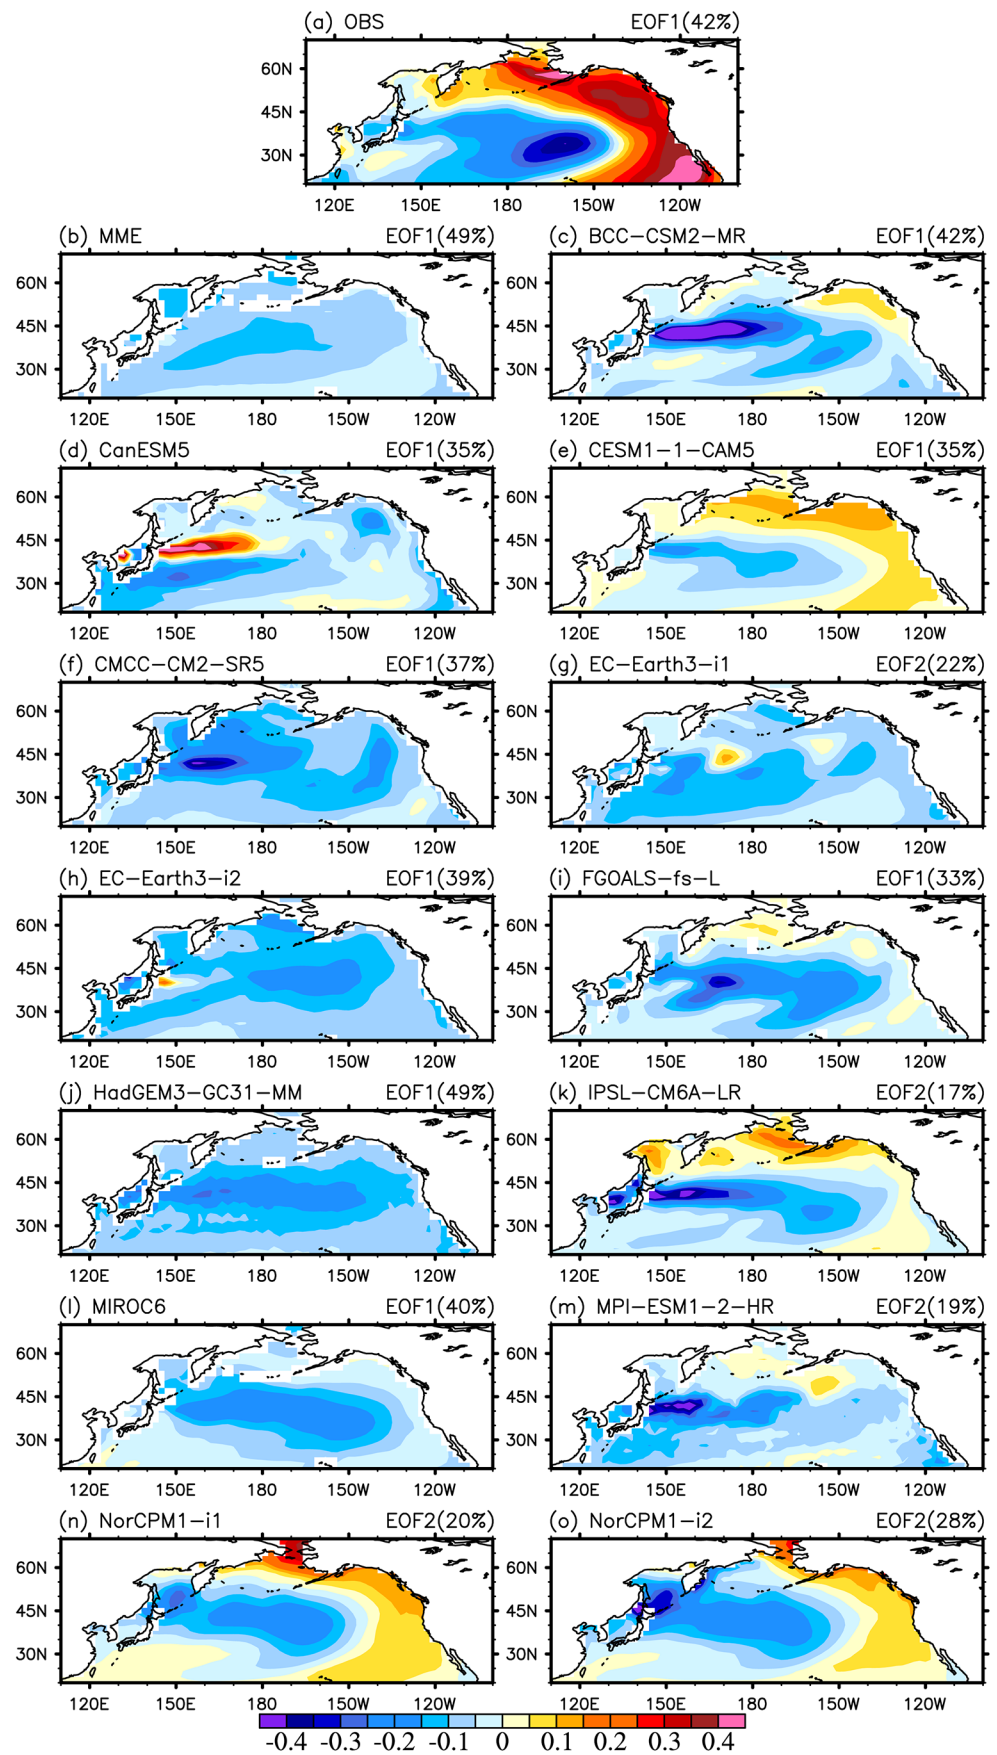 (a) OBS EOF1(42%)
60N
45N
30N
120E 150E 180 150W 120W
(b) MME EOF1(49%)
60N
45N
30N
120E 150E 180 150W 120W
(c) BCC-CSM2-MR EOF1(42%)
60N
45N
30N
120E 150E 180 150W 120W
(d) CanESM5 EOF1(35%)
60N
45N
30N
120E 150E 180 150W 120W
(e) CESM1-1-CAM5 EOF1(35%)
60N
45N
30N
120E 150E 180 150W 120W
(f) CMCC-CM2-SR5 EOF1(37%)
60N
45N
30N
120E 150E 180 150W 120W
(g) EC-Earth3-i1 EOF2(22%)
60N
45N
30N
120E 150E 180 150W 120W
(h) EC-Earth3-i2 EOF1(39%)
60N
45N
30N
120E 150E 180 150W 120W
(i) FGOALS-fs-L EOF1(33%)
60N
45N
30N
120E 150E 180 150W 120W
(j) HadGEM3-GC31-MM EOF1(49%)
60N
45N
30N
120E 150E 180 150W 120W
(k) IPSL-CM6A-LR EOF2(17%)
60N
45N
30N
120E 150E 180 150W 120W
(l) MIROC6 EOF1(40%)
60N
45N
30N
120E 150E 180 150W 120W
(m) MPI-ESM1-2-HR EOF2(19%)
60N
45N
30N
120E 150E 180 150W 120W
(n) NorCPM1-i1 EOF2(20%)
60N
45N
30N
120E 150E 180 150W 120W
(o) NorCPM1-i2 EOF2(28%)
60N
45N
30N
120E 150E 180 150W 120W
-0.4 -0.3 -0.2 -0.1 0 0.1 0.2 0.3 0.4